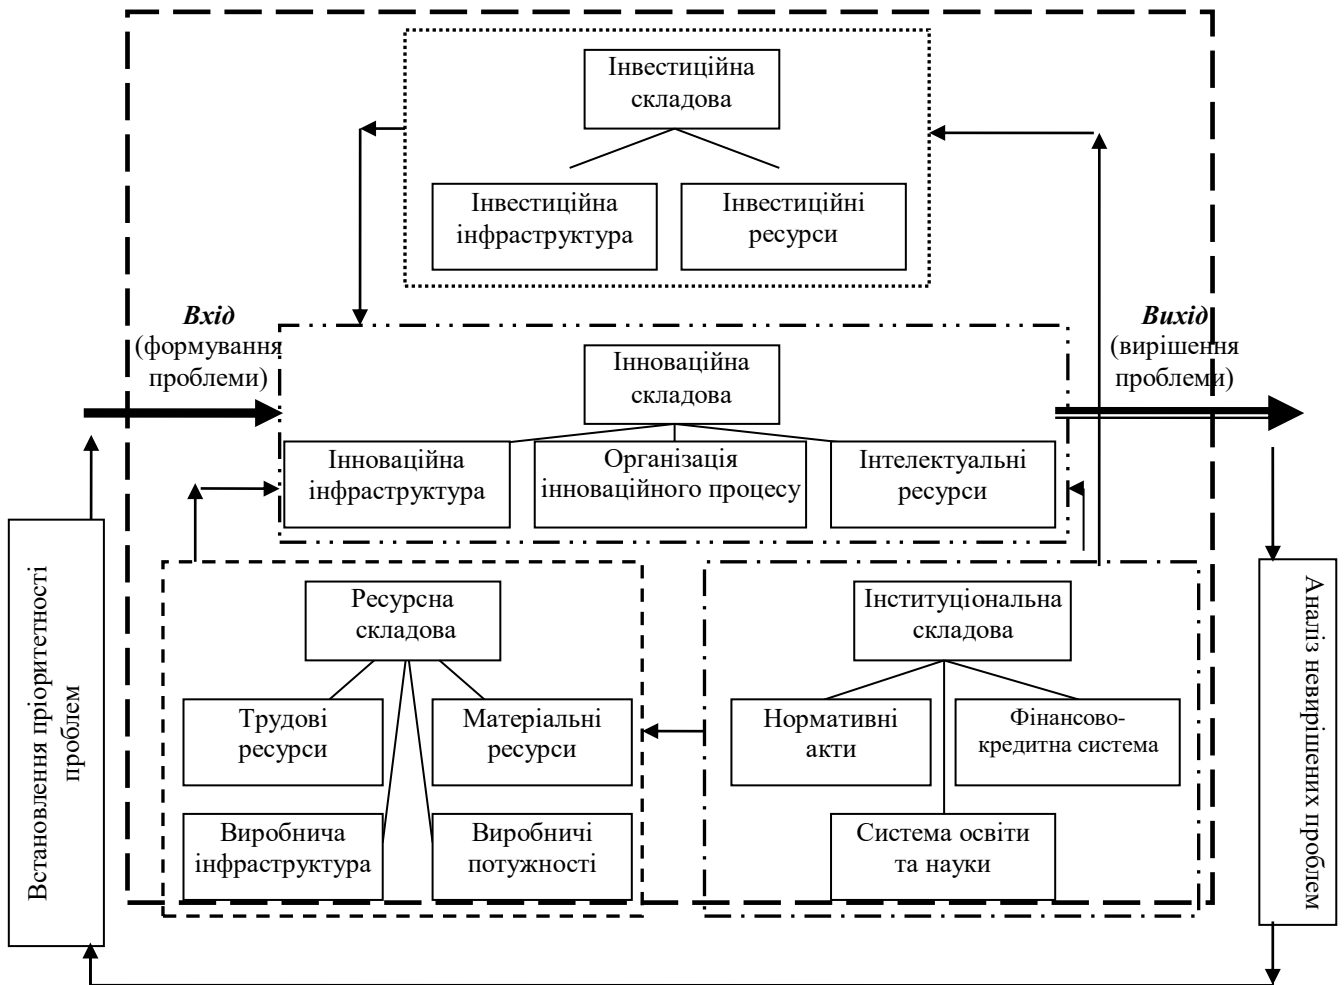 Інвестиційна
складова
Інвестиційна
інфраструктура
Інвестиційні
ресурси
Вхід
(формування
проблеми)
Вихід
(вирішення
проблеми)
Інноваційна
складова
Інноваційна
інфраструктура
Організація
інноваційного процесу
Інтелектуальні
ресурси
Встановлення пріоритетності
проблем
Ресурсна
складова
Трудові
ресурси
Матеріальні
ресурси
Виробнича
інфраструктура
Виробничі
потужності
Інституціональна
складова
Нормативні
акти
Фінансово-
кредитна система
Система освіти
та науки
Аналіз невирішених проблем